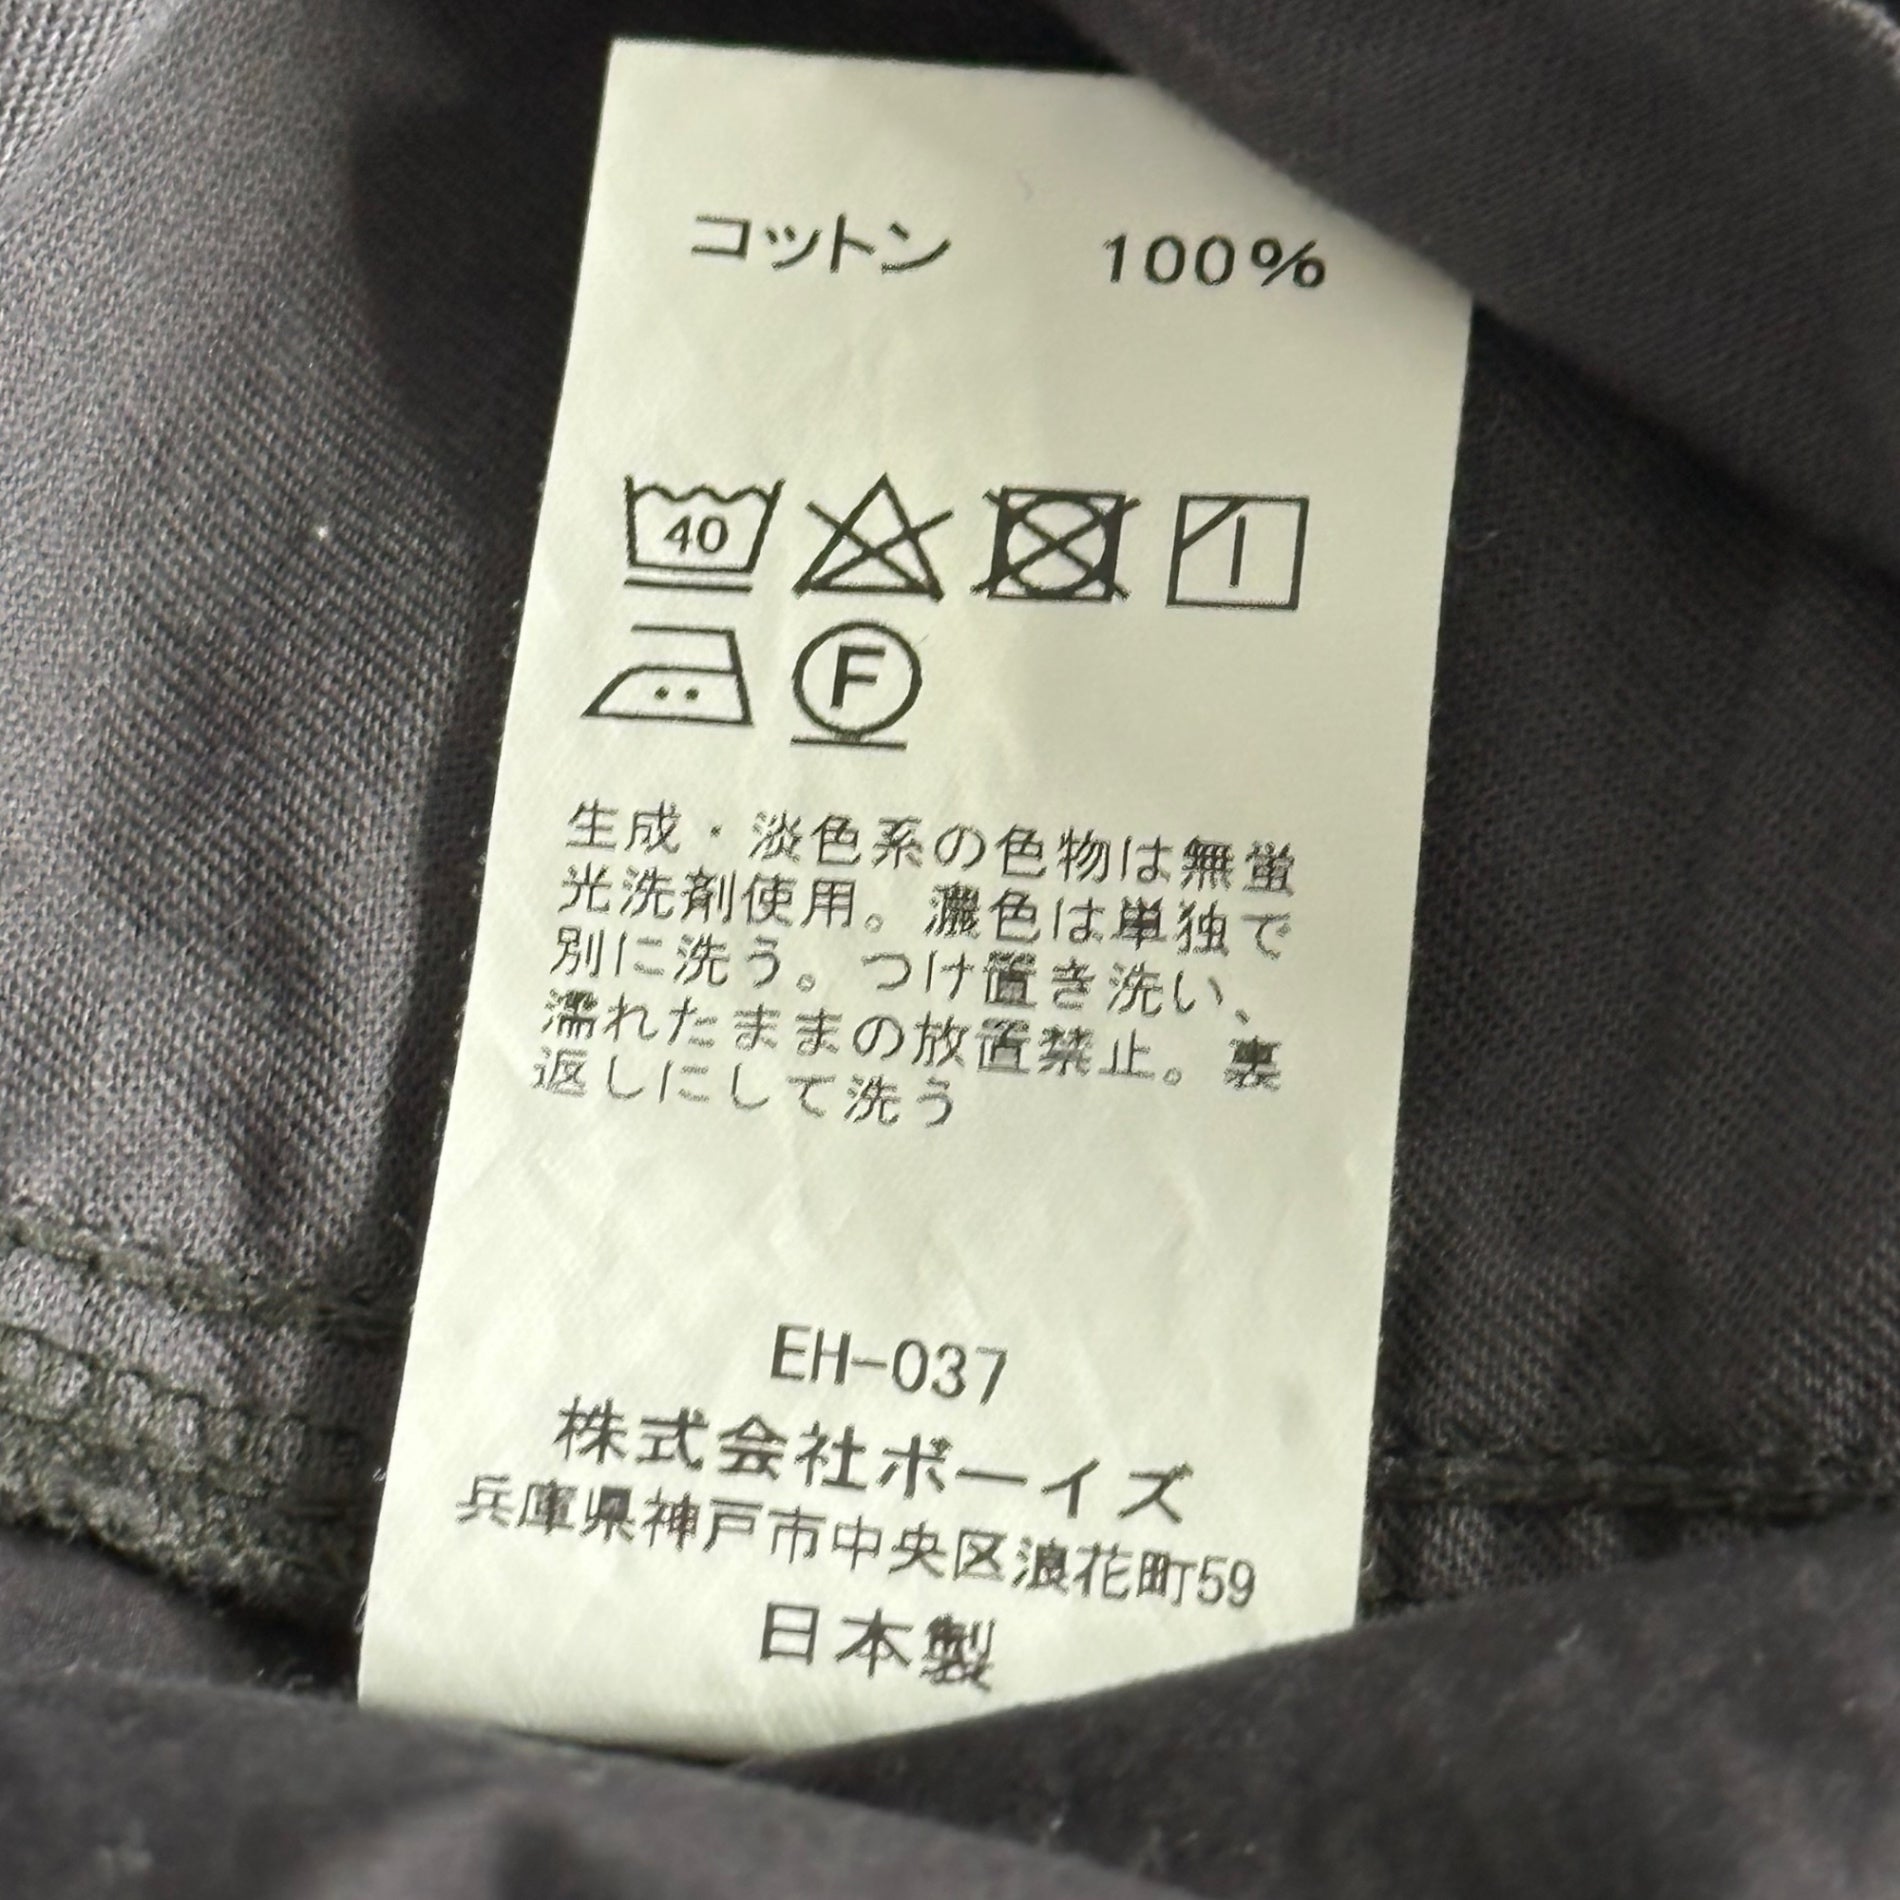 コットン 100%
40
F
生成・淡色系の色物は無蛍
光洗剤使用。濃色は単独で
別に洗う。つけ置き洗い、
濡れたままの放置禁止。裏
返しにして洗う
EH-037
株式会社ボーイズ
兵庫県神戸市中央区浪花町59
日本製